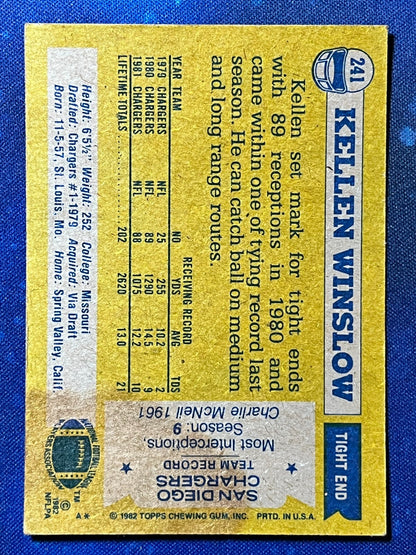 241
KELLEN WINSLOW
TIGHT END
Kellen set mark for tight ends
with 89 receptions in 1980 and
came within one of tying record last
season. He can catch ball on medium
and long range routes.
RECEIVING RECORD
YEAR TEAM NO YDS AVG TDS
1979 CHARGERS NFL 25 255 10.2 2
1980 CHARGERS NFL 89 1290 14.5 9
1981 CHARGERS NFL 88 1075 12.2 10
LIFETIME TOTALS 202 2620 13.0 21
Height: 6'5½" Weight: 252 College: Missouri
Drafted: Chargers #1-1979 Acquired: Via Draft
Born: 11-5-57, St. Louis, Mo. Home: Spring Valley, Calif.
SAN DIEGO
CHARGERS
TEAM RECORD
Most Interceptions,
Season: 9
Charlie McNeil 1961
TM
©
1982
NFLPA
A*
© 1982 TOPPS CHEWING GUM, INC. PRTD. IN U.S.A.